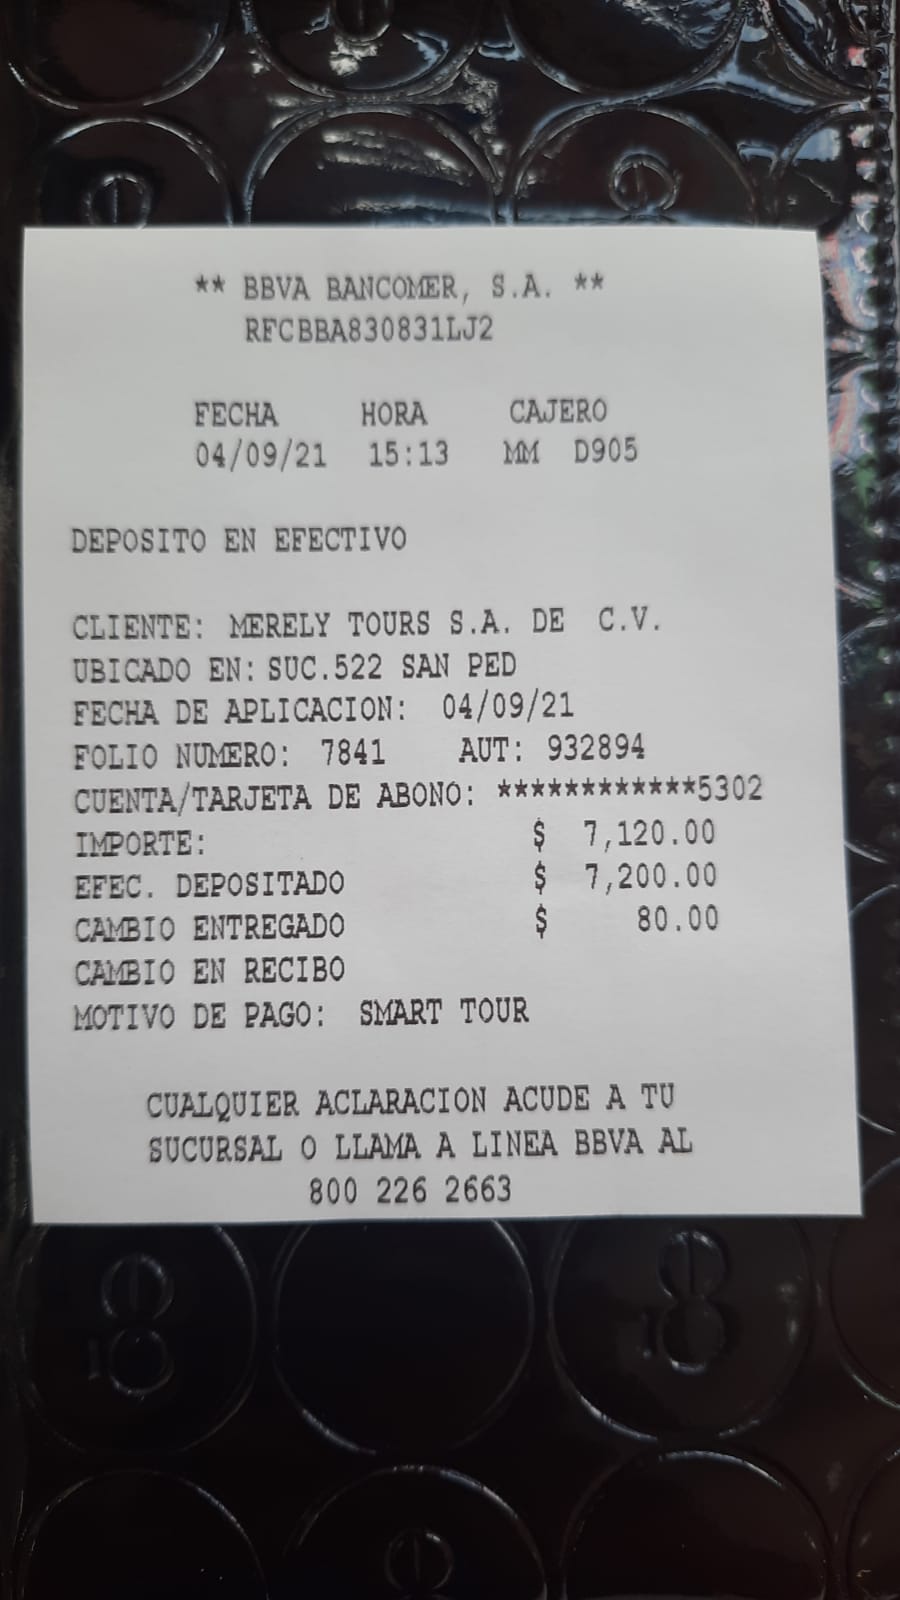 ** BBVA BANCOMER, S.A. **
RFCBBA830831LJ2
FECHA HORA CAJERO
04/09/21 15:13 MM D905
DEPOSITO EN EFECTIVO
CLIENTE: MERELY TOURS S.A. DE C.V.
UBICADO EN: SUC.522 SAN PED
FECHA DE APLICACION: 04/09/21
FOLIO NUMERO: 7841 AUT: 932894
CUENTA/TARJETA DE ABONO: ************5302
IMPORTE: $ 7,120.00
EFEC. DEPOSITADO $ 7,200.00
CAMBIO ENTREGADO $ 80.00
CAMBIO EN RECIBO
MOTIVO DE PAGO: SMART TOUR
CUALQUIER ACLARACION ACUDE A TU
SUCURSAL O LLAMA A LINEA BBVA AL
800 226 2663